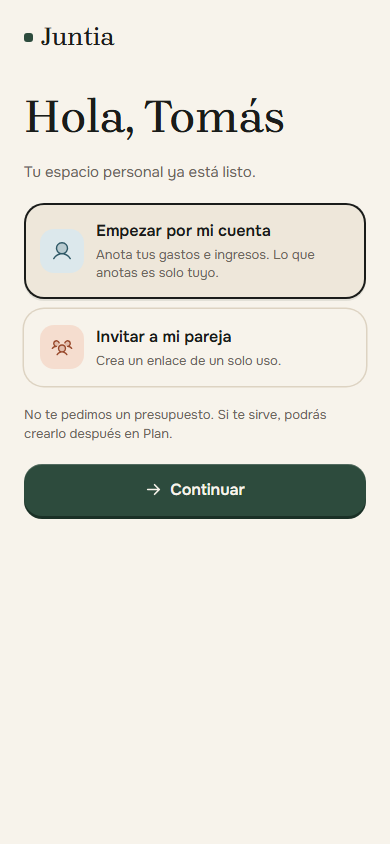 Juntia
Hola, Tomás
Tu espacio personal ya está listo.
Empezar por mi cuenta
Anota tus gastos e ingresos. Lo que
anotas es solo tuyo.
Invitar a mi pareja
Crea un enlace de un solo uso.
No te pedimos un presupuesto. Si te sirve, podrás
crearlo después en Plan.
→ Continuar